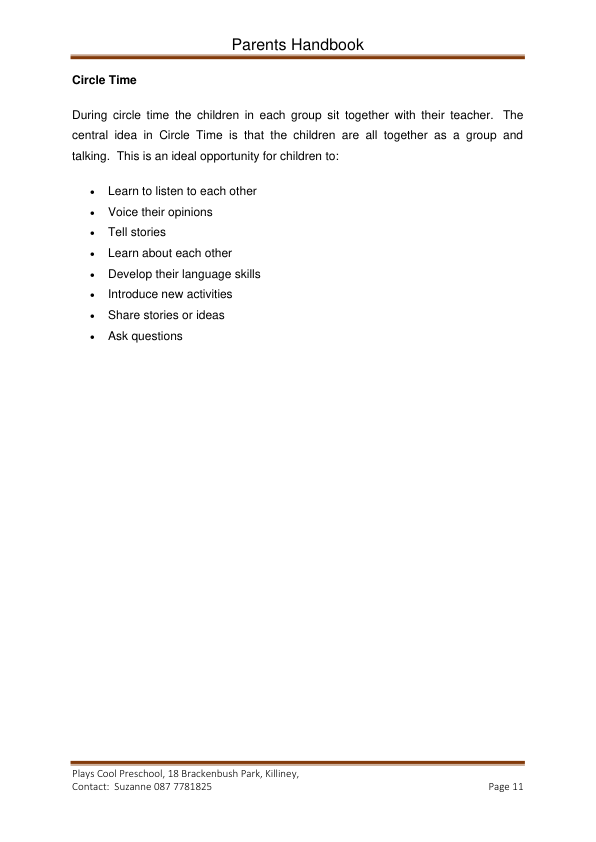 Parents Handbook
Circle Time
During circle time the children in each group sit together with their teacher.  The
central idea in Circle Time is that the children are all together as a group and
talking.  This is an ideal opportunity for children to:
• Learn to listen to each other
• Voice their opinions
• Tell stories
• Learn about each other
• Develop their language skills
• Introduce new activities
• Share stories or ideas
• Ask questions
Plays Cool Preschool, 18 Brackenbush Park, Killiney,
Contact:  Suzanne 087 7781825 Page 11